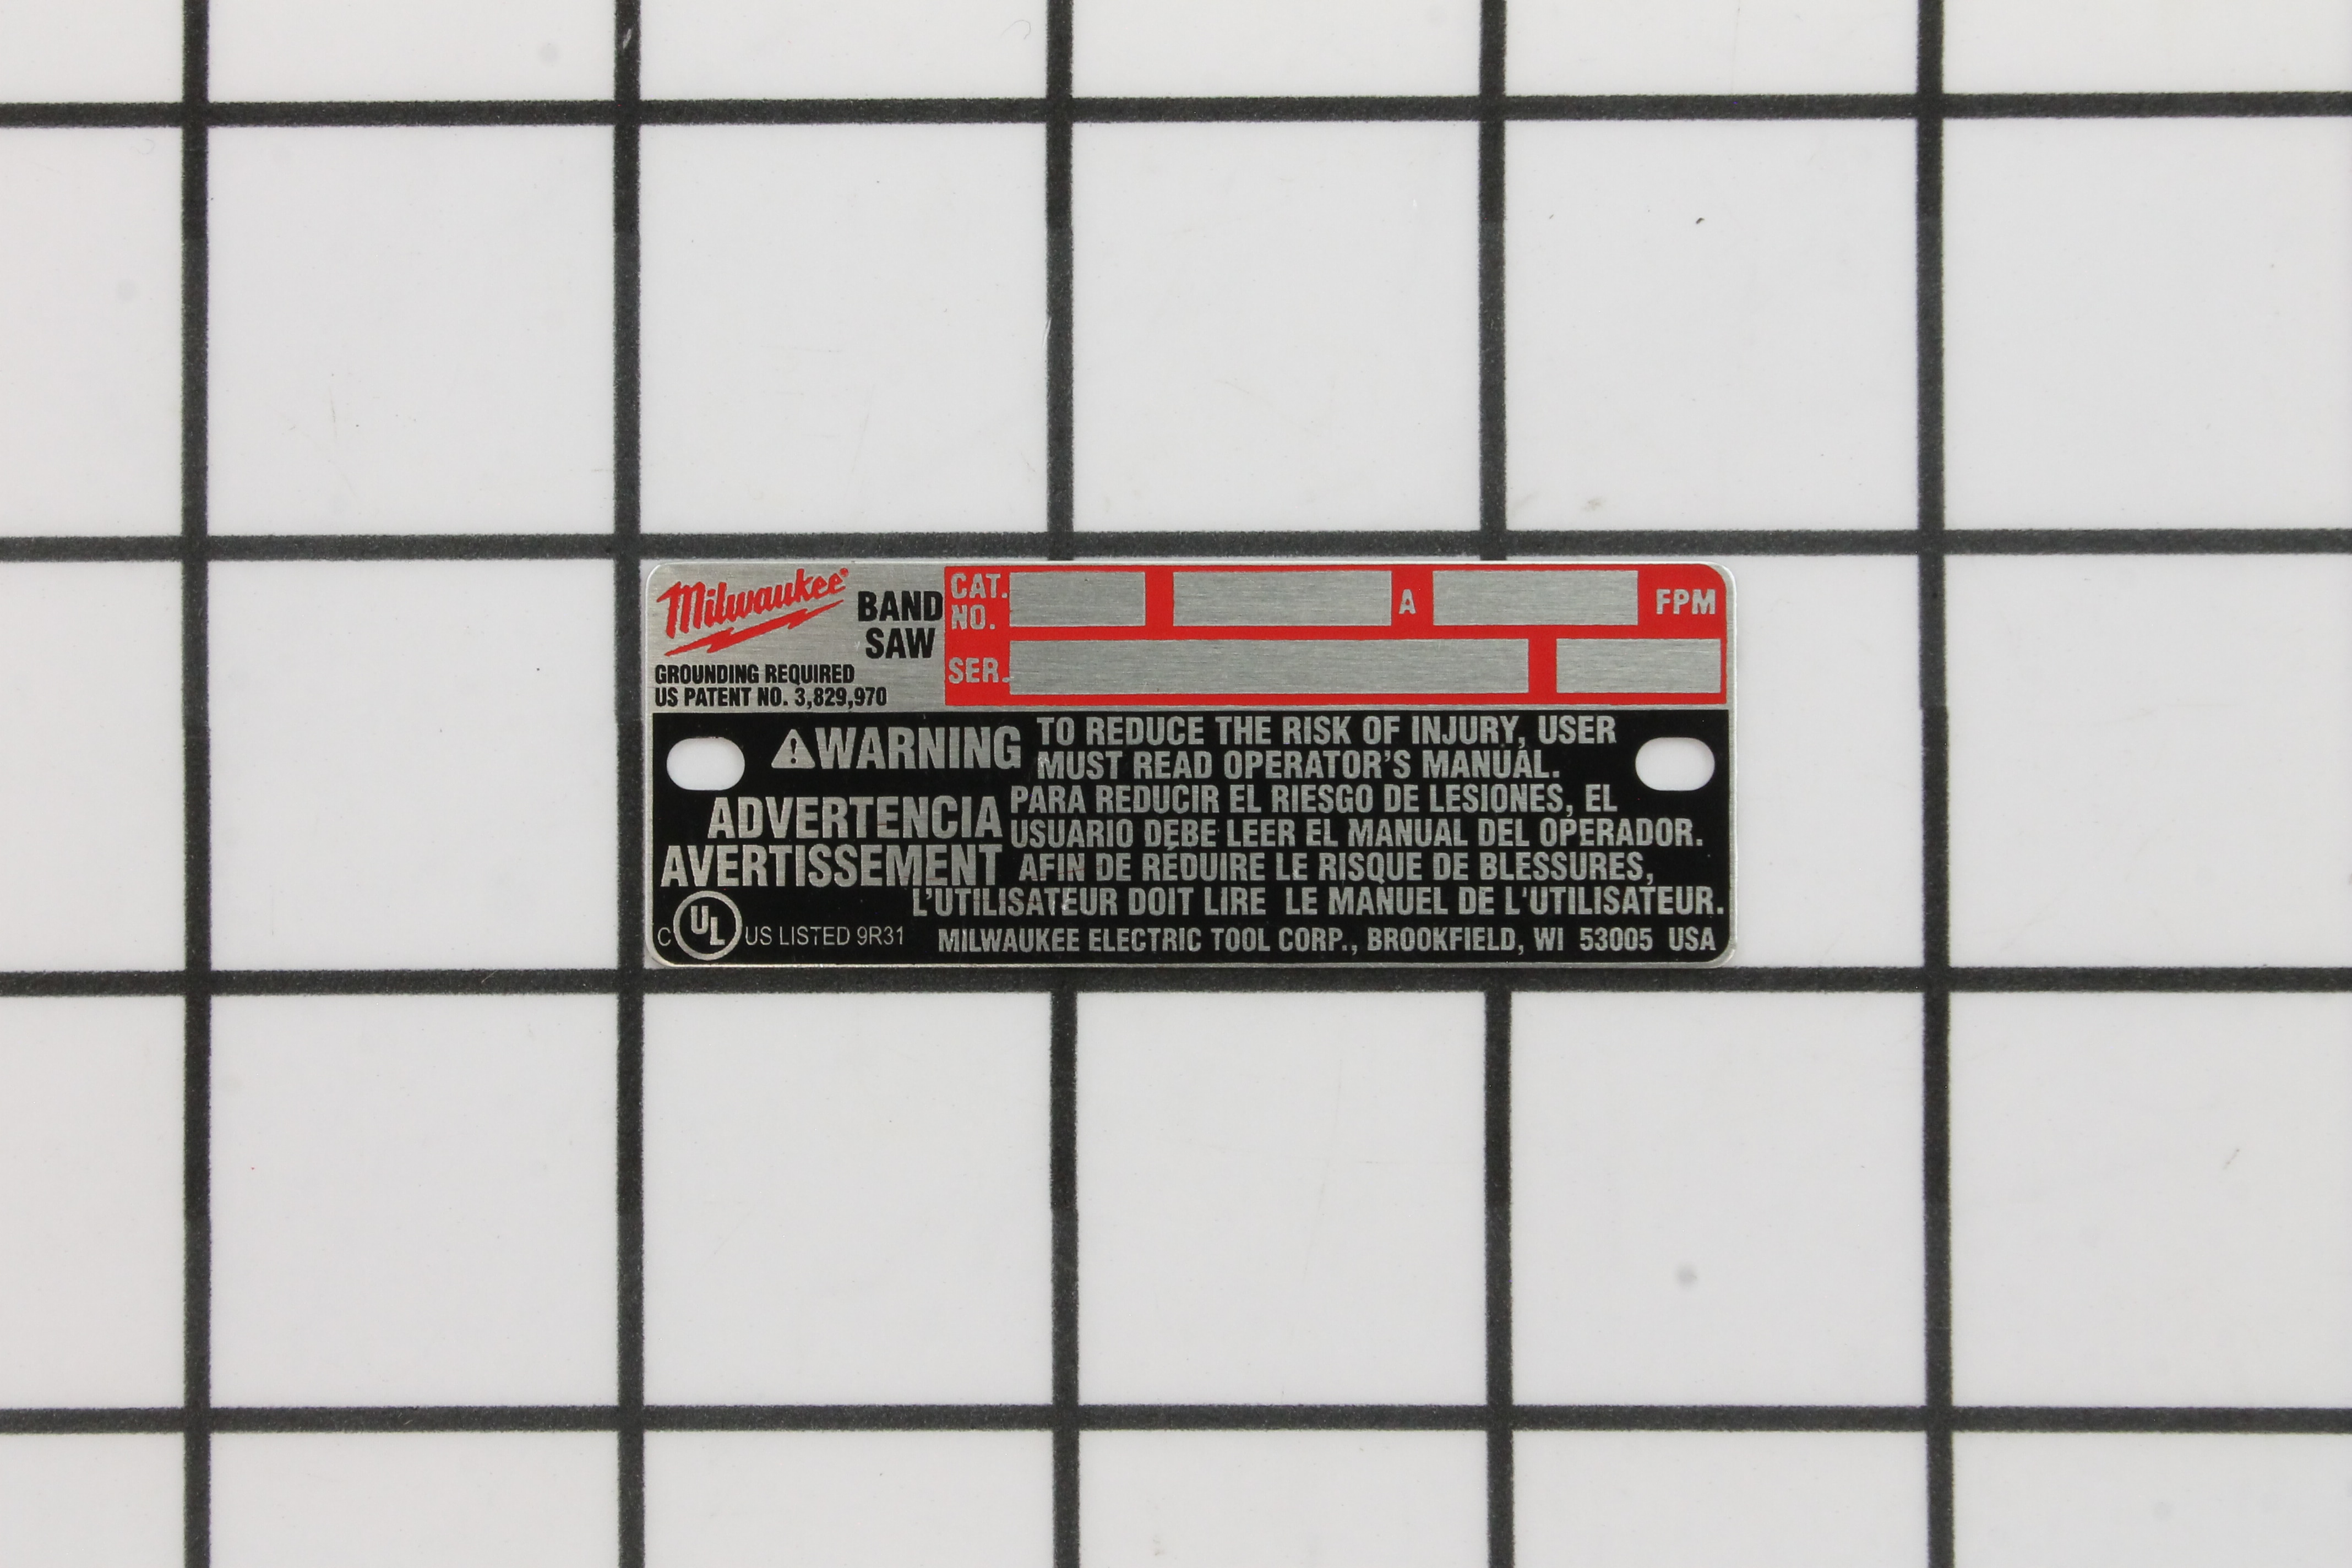 Milwaukee®
BAND
SAW
GROUNDING REQUIRED
US PATENT NO. 3,829,970
CAT.
NO.
A
FPM
SER.
WARNING
TO REDUCE THE RISK OF INJURY, USER
MUST READ OPERATOR'S MANUAL.
ADVERTENCIA
PARA REDUCIR EL RIESGO DE LESIONES, EL
USUARIO DEBE LEER EL MANUAL DEL OPERADOR.
AVERTISSEMENT
AFIN DE RÉDUIRE LE RISQUE DE BLESSURES,
L'UTILISATEUR DOIT LIRE LE MANUEL DE L'UTILISATEUR.
C UL US LISTED 9R31
MILWAUKEE ELECTRIC TOOL CORP., BROOKFIELD, WI 53005 USA